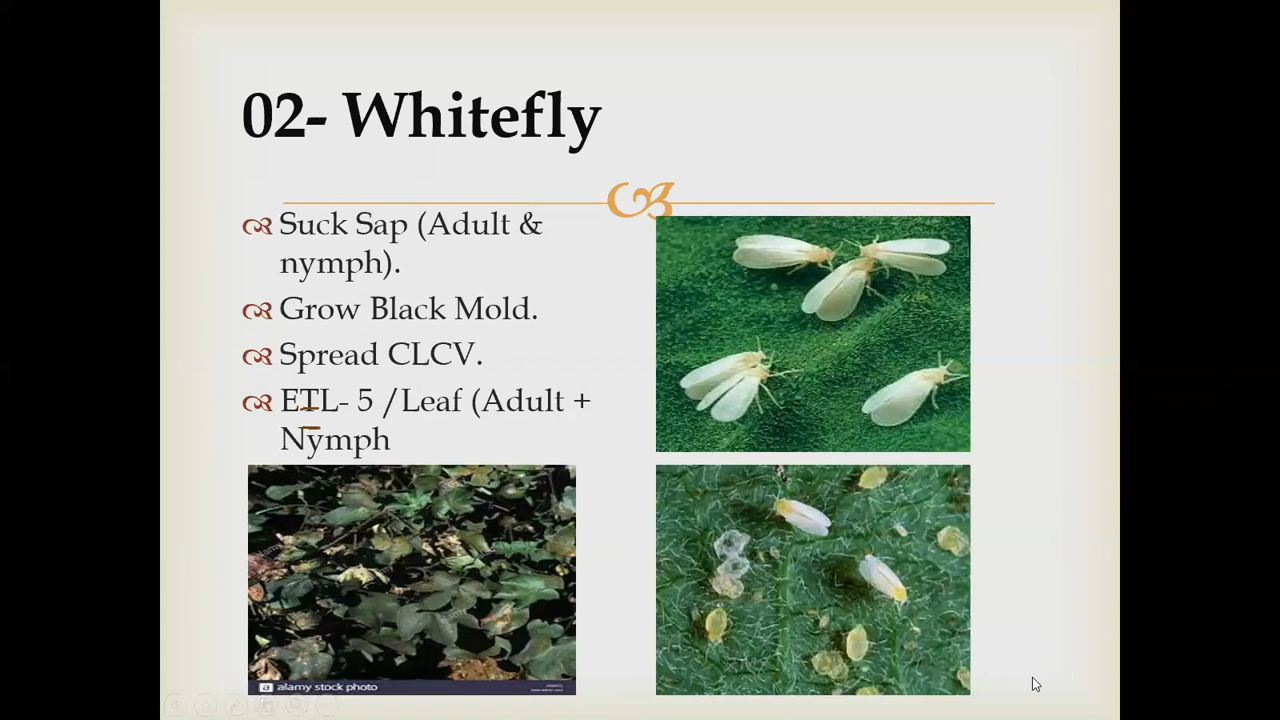 02- Whitefly
Suck Sap (Adult &
nymph).
Grow Black Mold.
Spread CLCV.
ETL- 5 /Leaf (Adult +
Nymph
a alamy stock photo